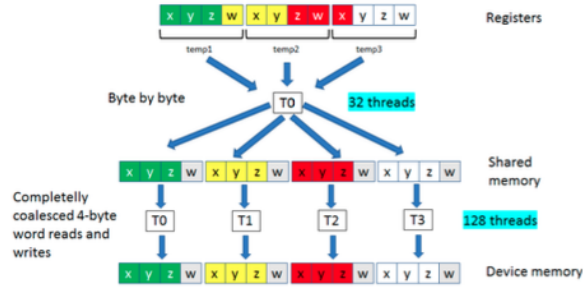 x y z w x y z w x y z w Registers
temp1 temp2 temp3
Byte by byte T0 32 threads
x y z w x y z w x y z w x y z w Shared memory
Completelly coalesced 4-byte word reads and writes
T0 T1 T2 T3 128 threads
x y z w x y z w x y z w x y z w Device memory